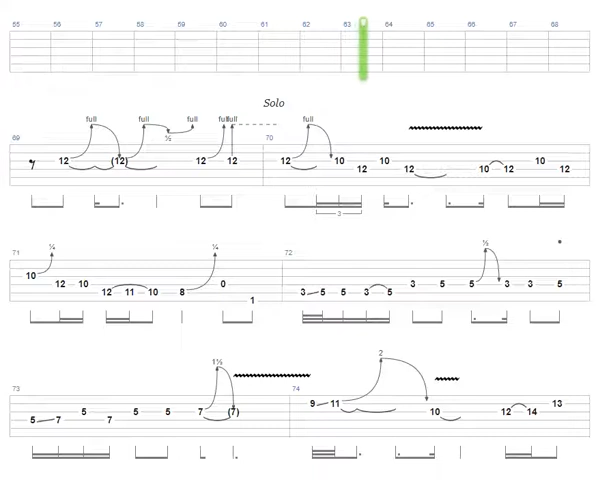 55 56 57 58 59 60 61 62 63 64 65 66 67 68
Solo
full full full full full full
½
69 70
12 (12) 12 12 12 10 12 10 12 10 12 10 12
3
¼ ¼ ½
71 72
10 12 10 12 11 10 8 0 1 3 5 5 3 5 3 5 5 3 3 5
1½ 2
73 74
5 7 5 7 5 5 7 (7) 9 11 10 12 14 13